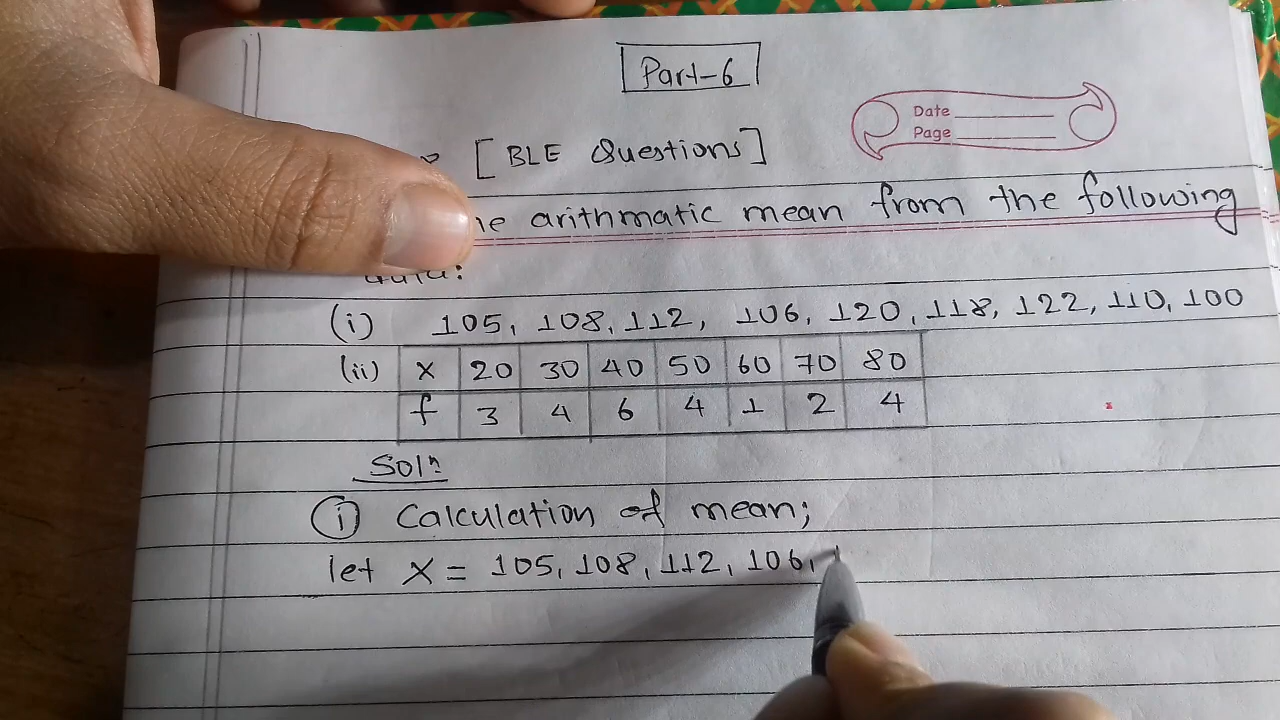 Part-6
Date
Page
[BLE Questions]
arithmatic mean from the following
(i) 105, 108, 112, 106, 120, 118, 122, 110, 100
(ii) x 20 30 40 50 60 70 80
f 3 4 6 4 1 2 4
Solⁿ
(i) Calculation of mean;
let x = 105, 108, 112, 106,